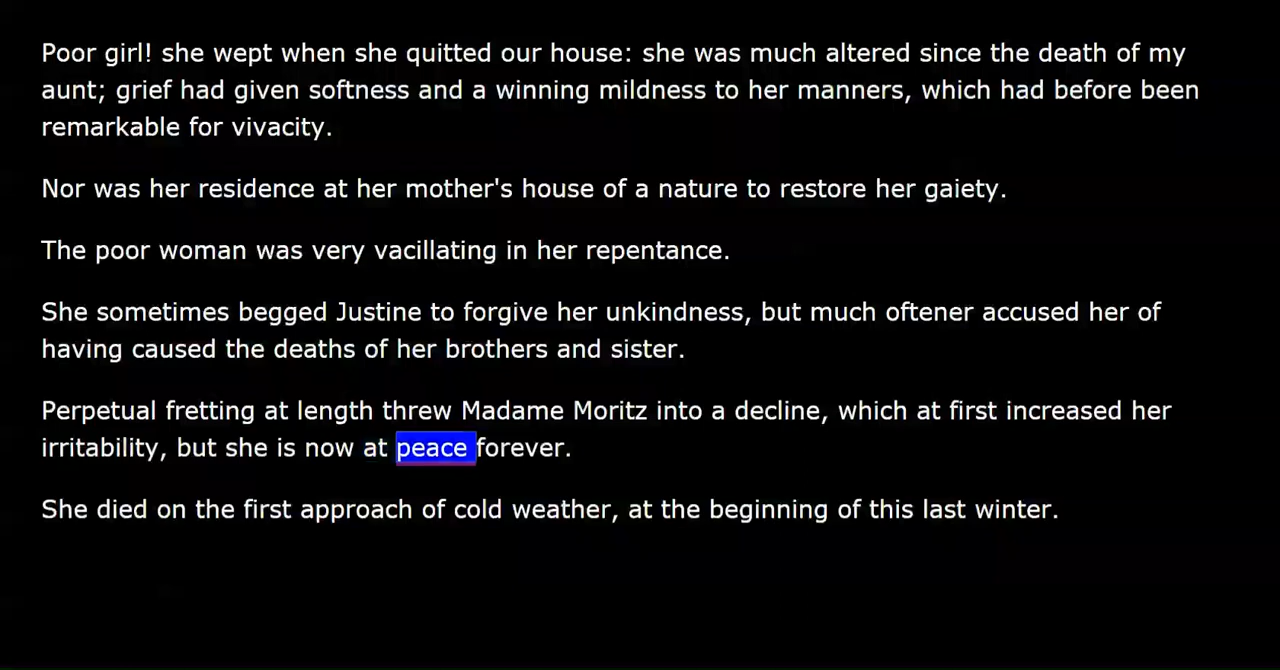 Poor girl! she wept when she quitted our house: she was much altered since the death of my
aunt; grief had given softness and a winning mildness to her manners, which had before been
remarkable for vivacity.
Nor was her residence at her mother's house of a nature to restore her gaiety.
The poor woman was very vacillating in her repentance.
She sometimes begged Justine to forgive her unkindness, but much oftener accused her of
having caused the deaths of her brothers and sister.
Perpetual fretting at length threw Madame Moritz into a decline, which at first increased her
irritability, but she is now at peace forever.
She died on the first approach of cold weather, at the beginning of this last winter.